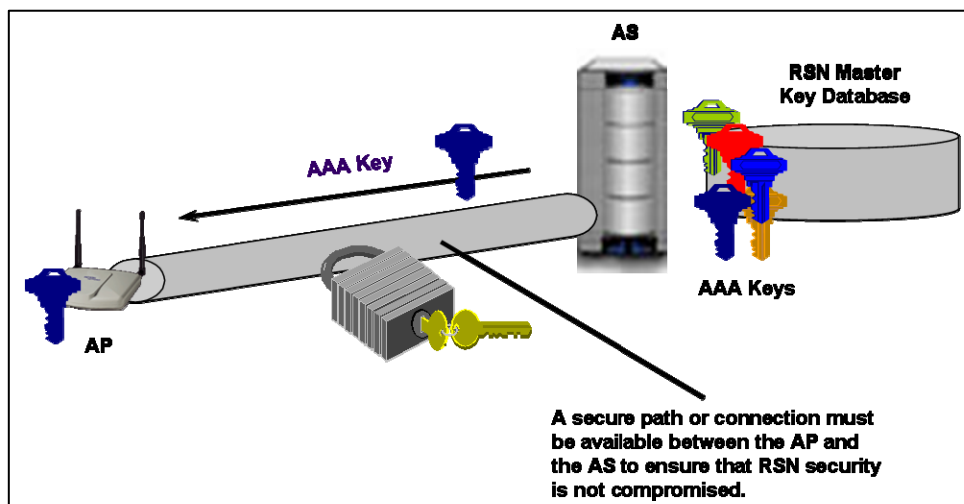 AS
RSN Master
Key Database
AAA Key
AAA Keys
AP
A secure path or connection must
be available between the AP and
the AS to ensure that RSN security
is not compromised.